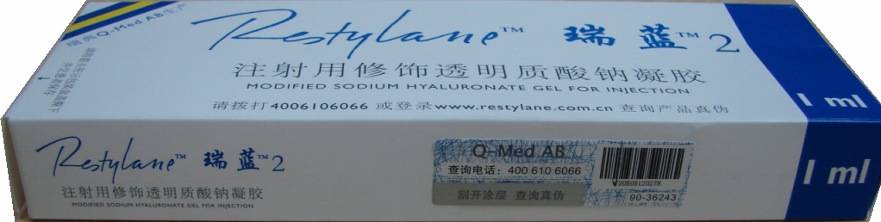 瑞典Q-Med AB生产
Restylane™ 瑞蓝™2
注射用修饰透明质酸钠凝胶
MODIFIED SODIUM HYALURONATE GEL FOR INJECTION
请拨打4006106066 或登录www.restylane.com.cn 查询产品真伪
1 ml
Restylane™ 瑞蓝™2
注射用修饰透明质酸钠凝胶
MODIFIED SODIUM HYALURONATE GEL FOR INJECTION
Q-Med AB
查询电话：400 610 6066
刮开涂层 查询真伪
90-36243
1 ml